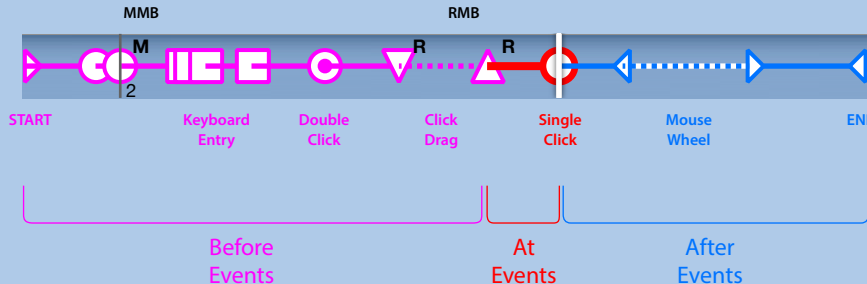 MMB RMB
M R R
2
START Keyboard Double Click Single Mouse EN
Entry Click Drag Click Wheel
Before At After
Events Events Events